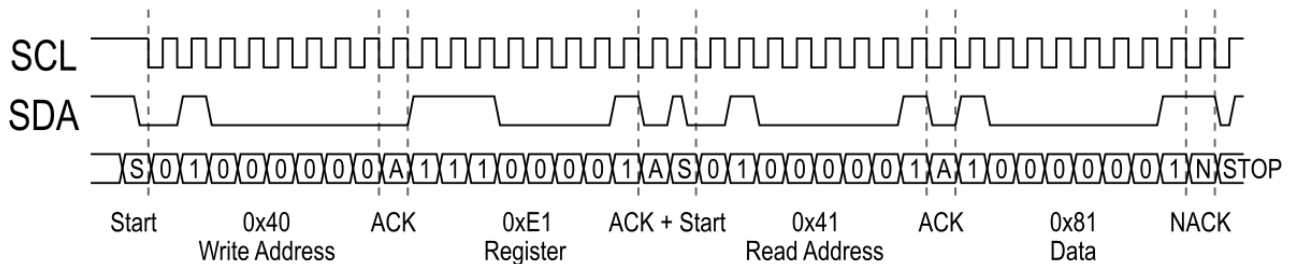 SCL
SDA
S 0 1 0 0 0 0 0 0 A 1 1 1 0 0 0 0 1 A S 0 1 0 0 0 0 0 1 A 1 0 0 0 0 0 0 1 N STOP
Start 0x40 ACK 0xE1 ACK + Start 0x41 ACK 0x81 NACK
Write Address Register Read Address Data